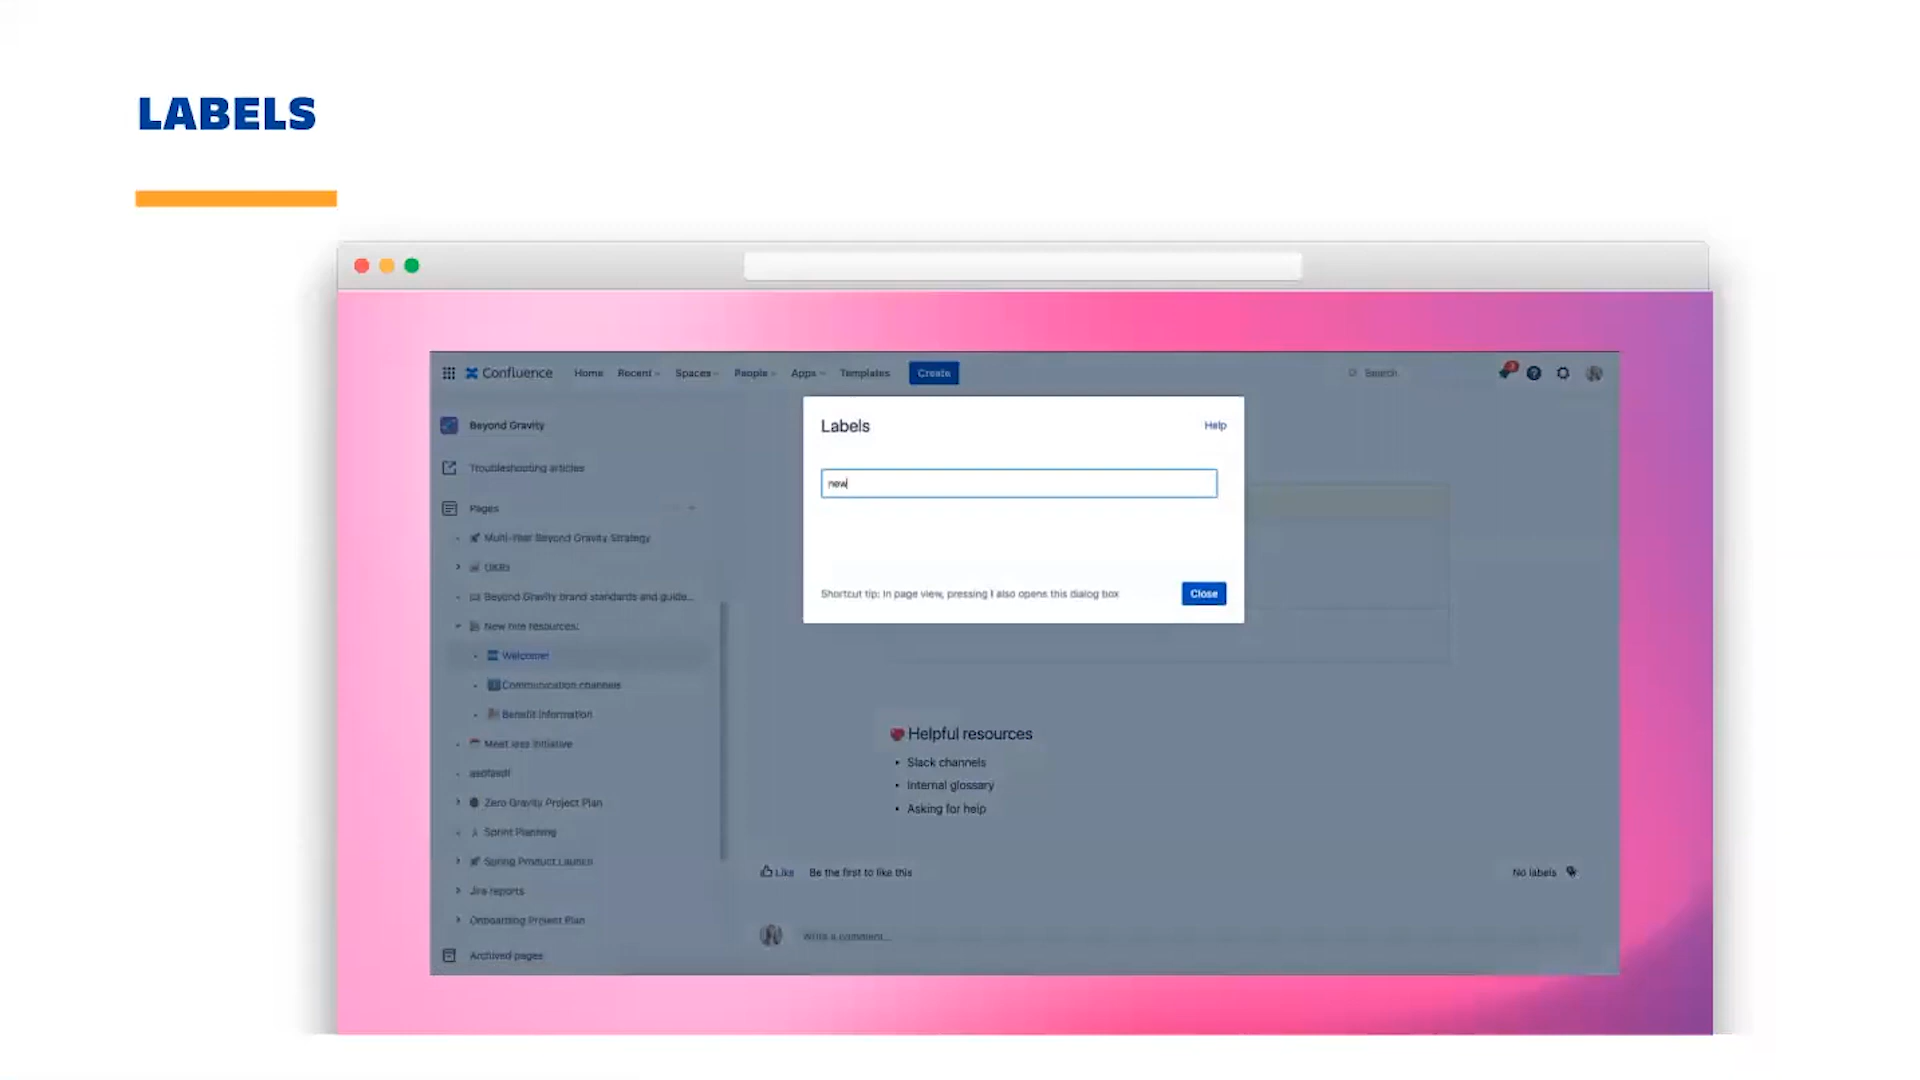 LABELS
Confluence Home Recent Spaces People Apps Templates Create Search
Beyond Gravity
Troubleshooting articles
Pages
Multi-Year Beyond Gravity Strategy
OKRs
Beyond Gravity brand standards and guide...
New hire resources:
Welcome!
Communication channels
Benefit information
Meet less initiative
asdfasdf
Zero Gravity Project Plan
Sprint Planning
Spring Product Launch
Jira reports
Onboarding Project Plan
Archived pages
Labels
Help
new
Shortcut tip: In page view, pressing l also opens this dialog box
Close
Helpful resources
• Slack channels
• Internal glossary
• Asking for help
Like Be the first to like this
No labels
Write a comment...